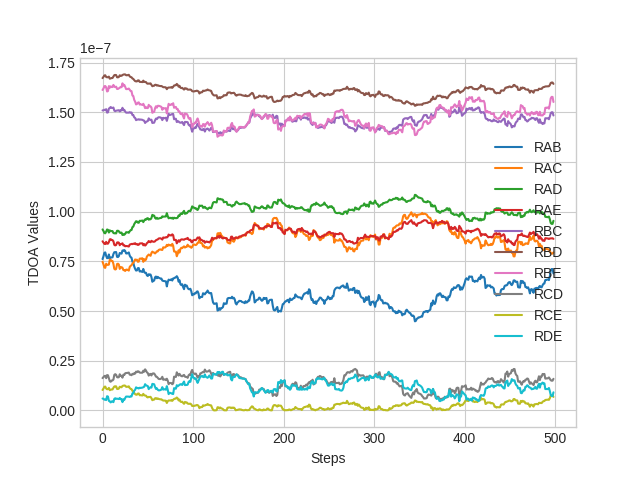 1e−7
1.75
1.50
1.25
1.00
0.75
0.50
0.25
0.00
TDOA Values
RAB
RAC
RAD
RAE
RBC
RBD
RBE
RCD
RCE
RDE
0 100 200 300 400 500
Steps